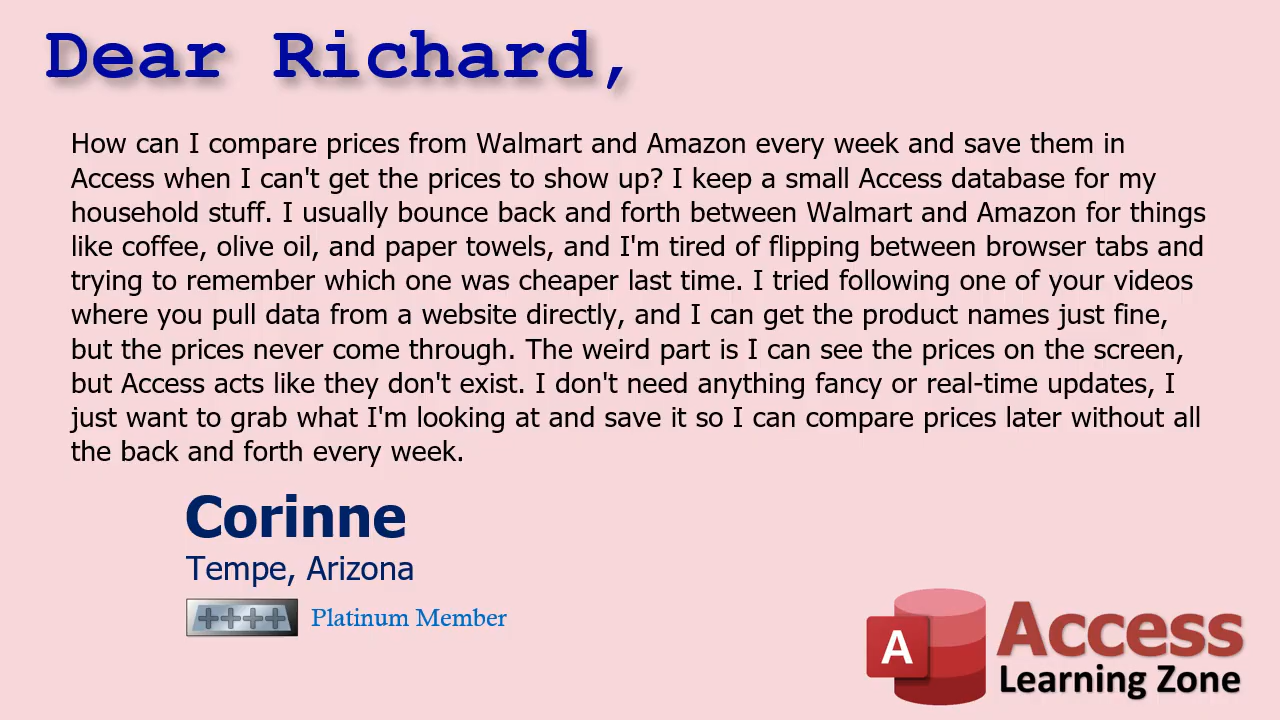 Dear Richard,
How can I compare prices from Walmart and Amazon every week and save them in
Access when I can't get the prices to show up? I keep a small Access database for my
household stuff. I usually bounce back and forth between Walmart and Amazon for things
like coffee, olive oil, and paper towels, and I'm tired of flipping between browser tabs and
trying to remember which one was cheaper last time. I tried following one of your videos
where you pull data from a website directly, and I can get the product names just fine,
but the prices never come through. The weird part is I can see the prices on the screen,
but Access acts like they don't exist. I don't need anything fancy or real-time updates, I
just want to grab what I'm looking at and save it so I can compare prices later without all
the back and forth every week.
Corinne
Tempe, Arizona
++++ Platinum Member
A Access
Learning Zone